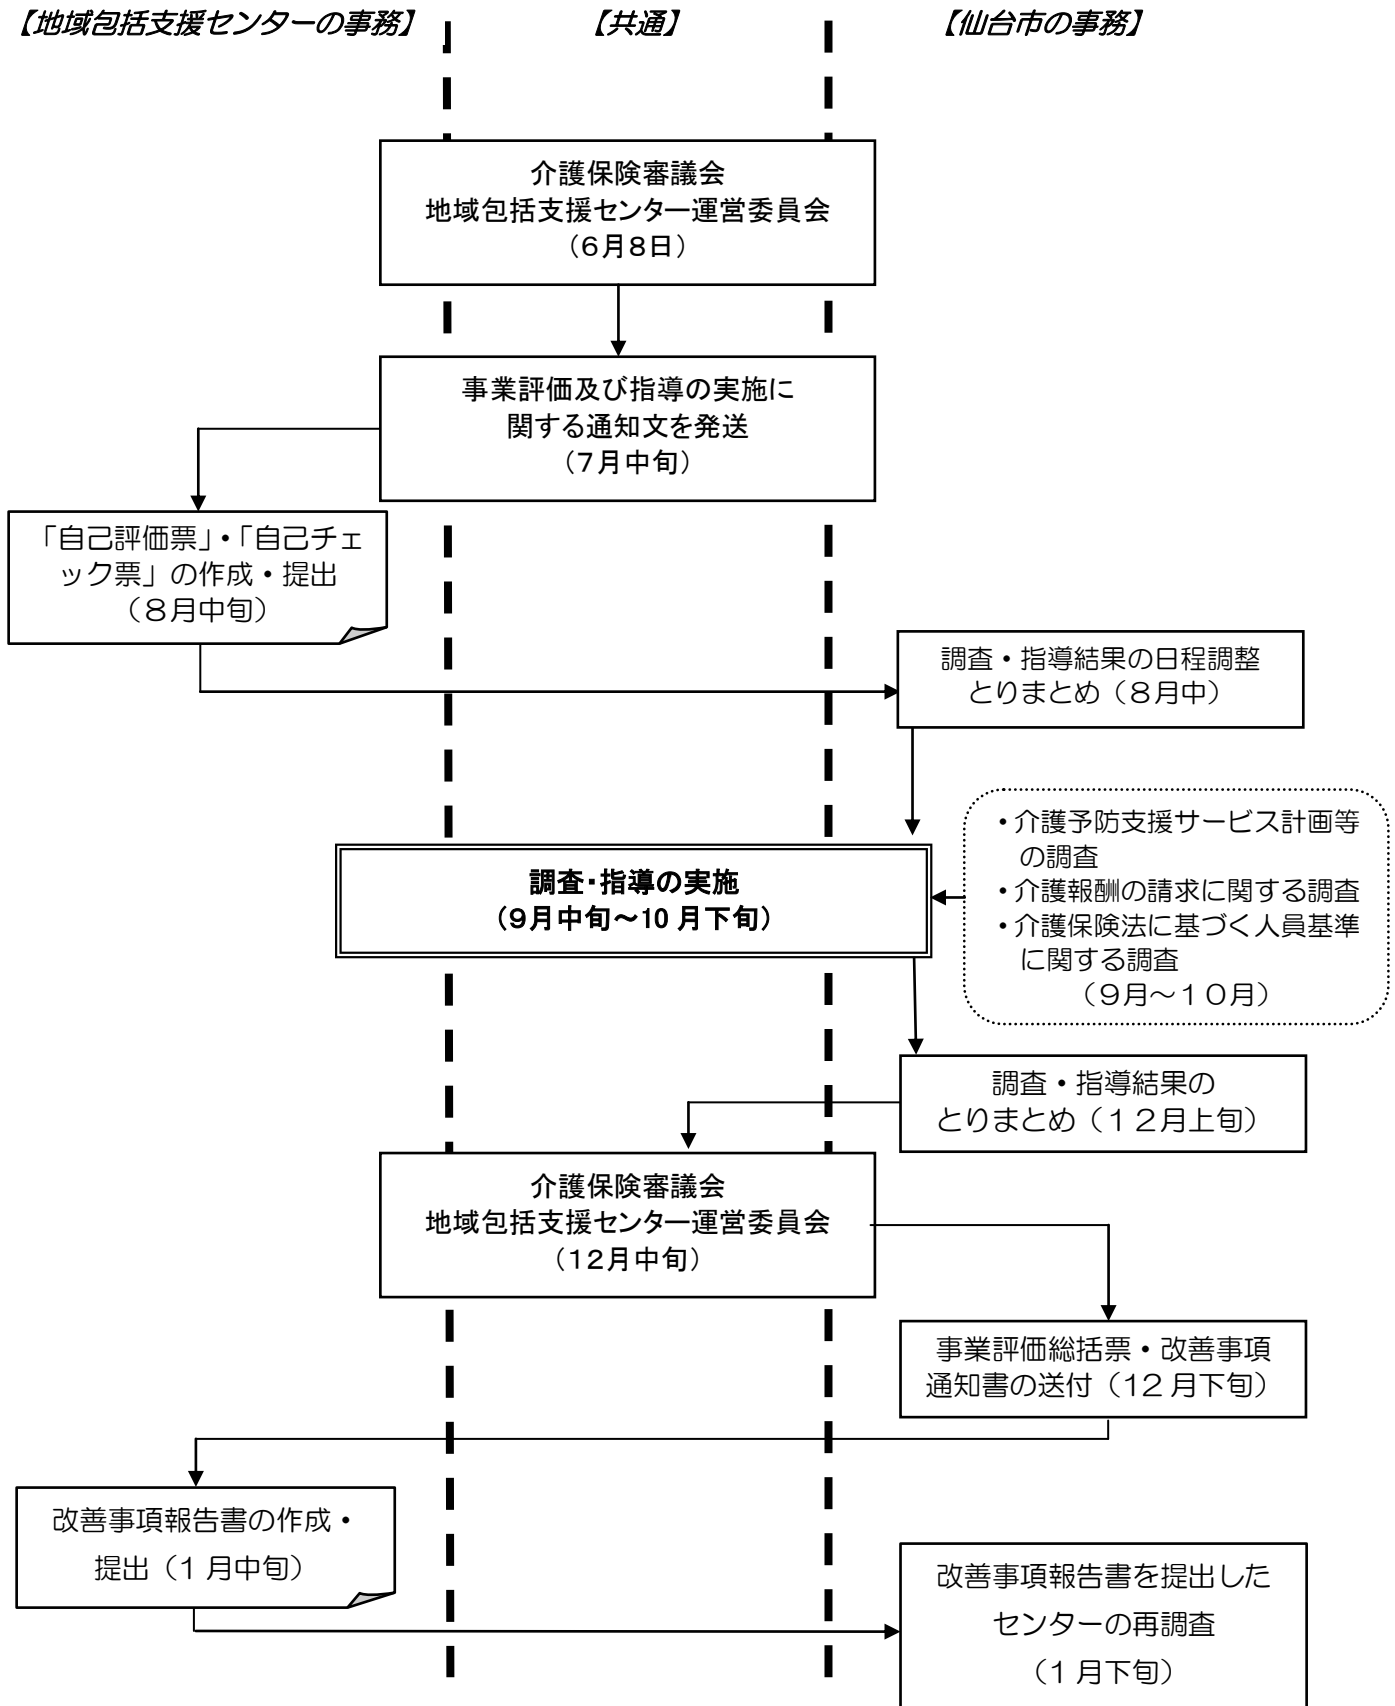 【地域包括支援センターの事務】
【共通】
【仙台市の事務】
介護保険審議会
地域包括支援センター運営委員会
（6月8日）
事業評価及び指導の実施に
関する通知文を発送
（7月中旬）
「自己評価票」・「自己チェ
ック票」の作成・提出
（８月中旬）
調査・指導結果の日程調整
とりまとめ（８月中）
・介護予防支援サービス計画等
の調査
・介護報酬の請求に関する調査
・介護保険法に基づく人員基準
に関する調査
（９月～１０月）
調査・指導の実施
（9月中旬～10 月下旬）
調査・指導結果の
とりまとめ（１２月上旬）
介護保険審議会
地域包括支援センター運営委員会
（12月中旬）
事業評価総括票・改善事項
通知書の送付（12 月下旬）
改善事項報告書の作成・
提出（1 月中旬）
改善事項報告書を提出した
センターの再調査
（1 月下旬）